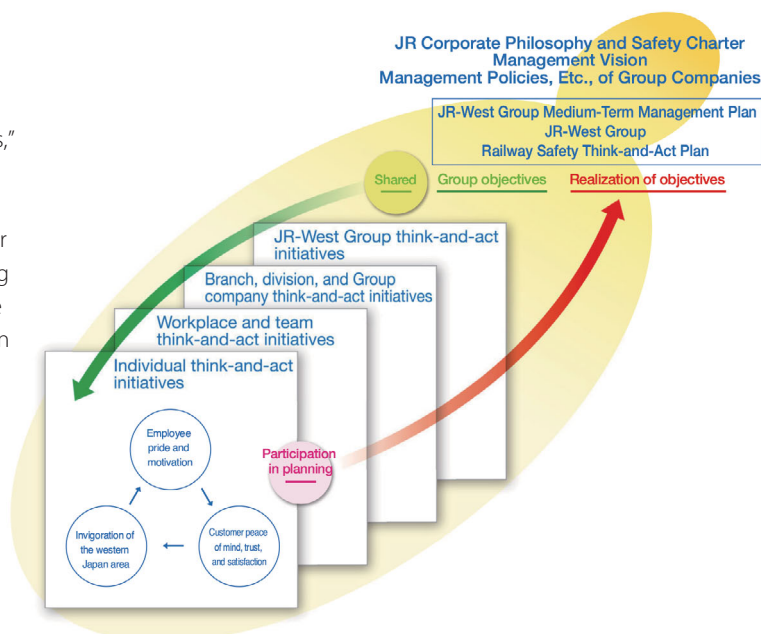 s,”
r
g
e
n
JR Corporate Philosophy and Safety Charter
Management Vision
Management Policies, Etc., of Group Companies
JR-West Group Medium-Term Management Plan
JR-West Group
Railway Safety Think-and-Act Plan
Shared
Group objectives
Realization of objectives
JR-West Group think-and-act
initiatives
Branch, division, and Group
company think-and-act initiatives
Workplace and team
think-and-act initiatives
Individual think-and-act
initiatives
Employee
pride and
motivation
Participation
in planning
Invigoration of
the western
Japan area
Customer peace
of mind, trust,
and satisfaction